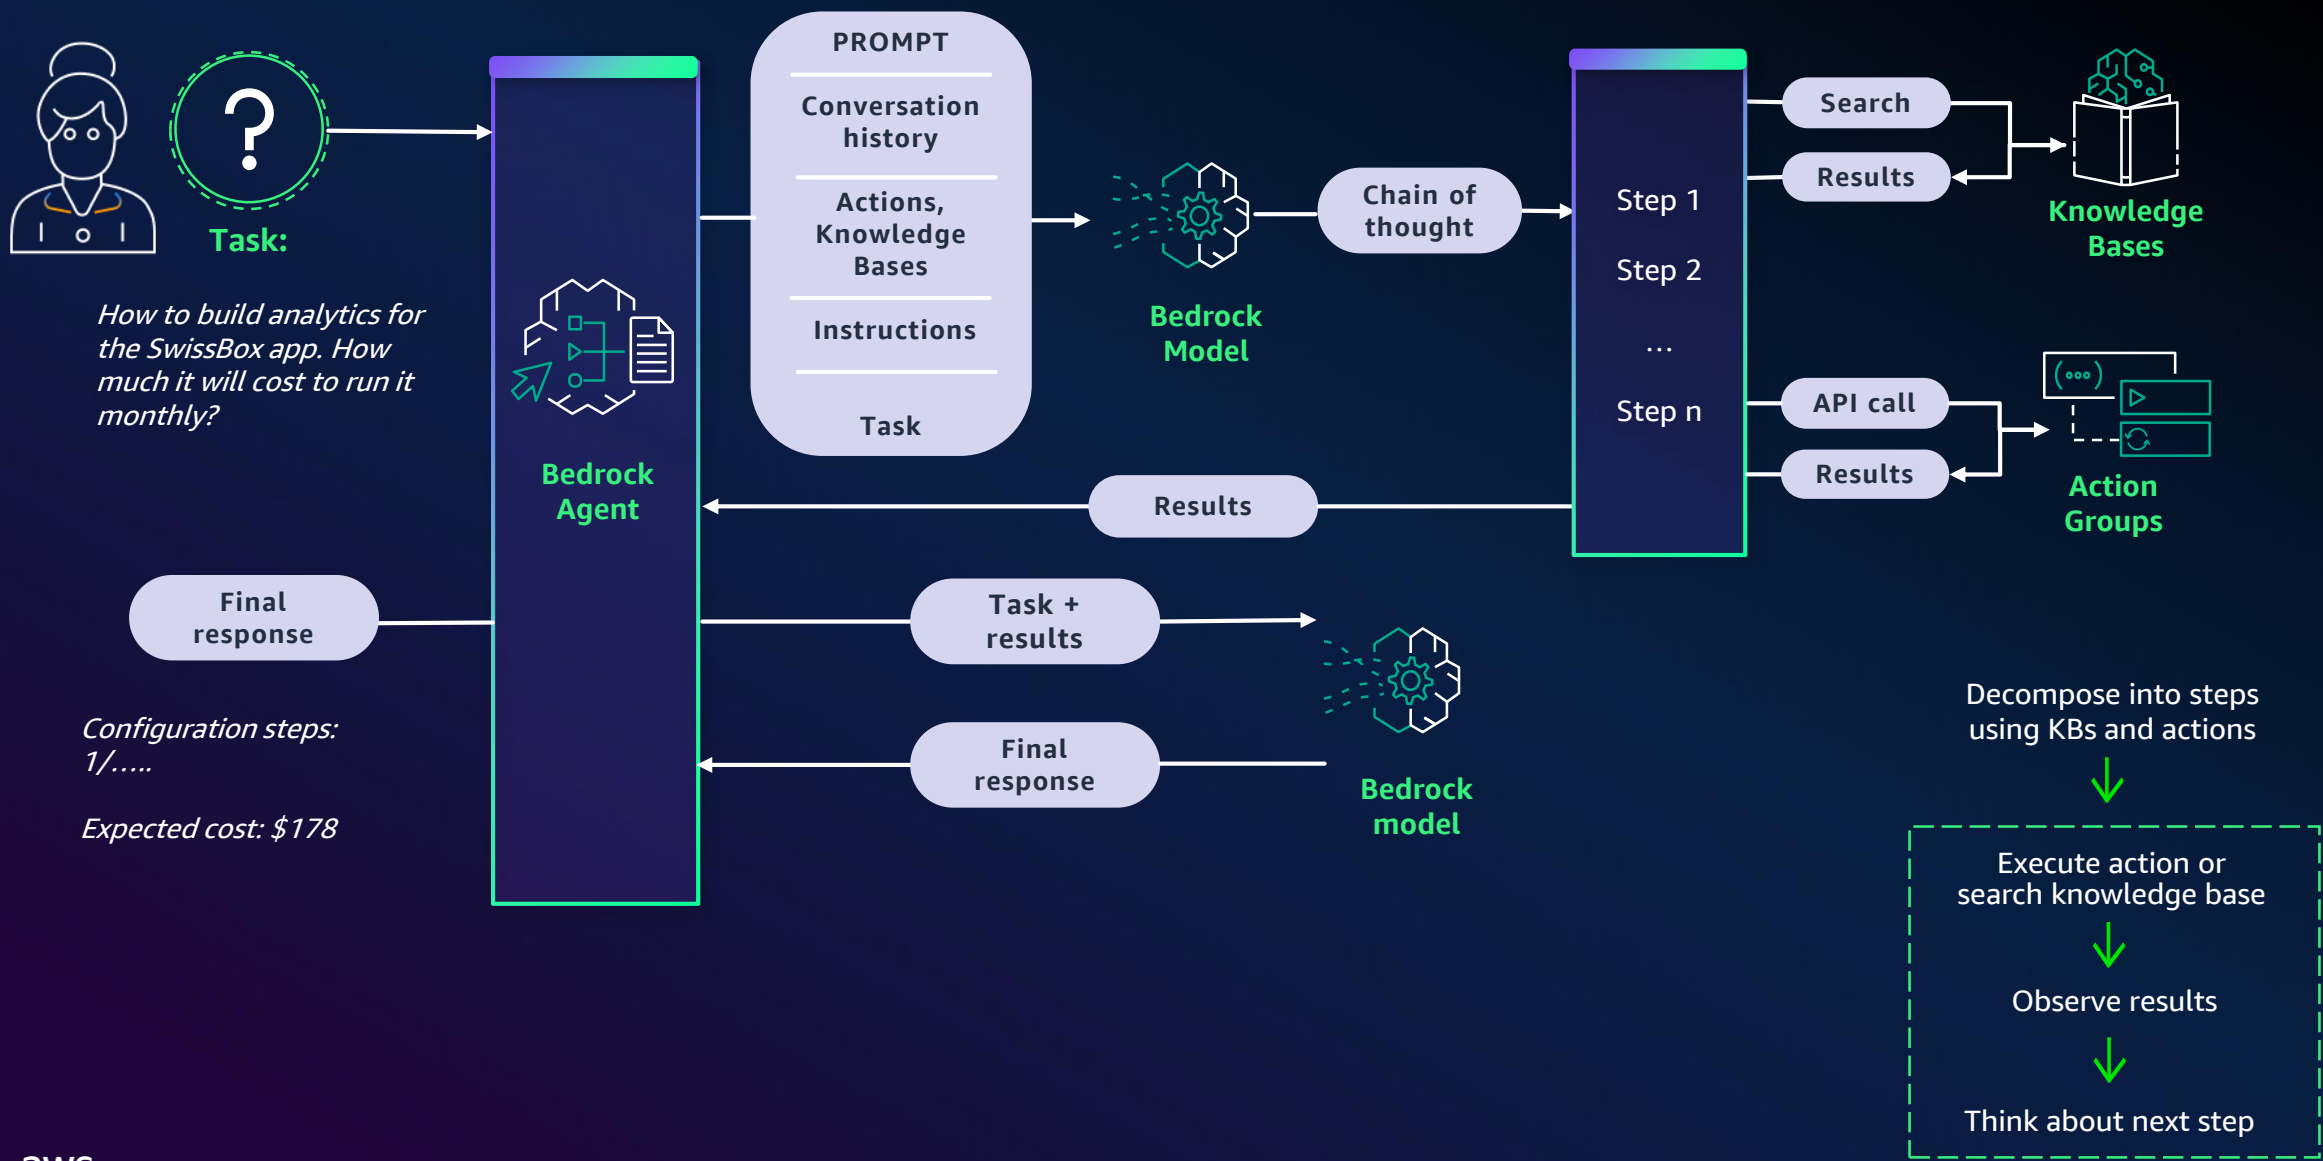 Task:
How to build analytics for
the SwissBox app. How
much it will cost to run it
monthly?
Bedrock
Agent
PROMPT
Conversation
history
Actions,
Knowledge
Bases
Instructions
Task
Bedrock
Model
Chain of
thought
Step 1
Step 2
...
Step n
Search
Results
Knowledge
Bases
API call
Results
Action
Groups
Results
Task +
results
Final
response
Bedrock
model
Final
response
Configuration steps:
1/.....
Expected cost: $178
Decompose into steps
using KBs and actions
Execute action or
search knowledge base
Observe results
Think about next step
aws